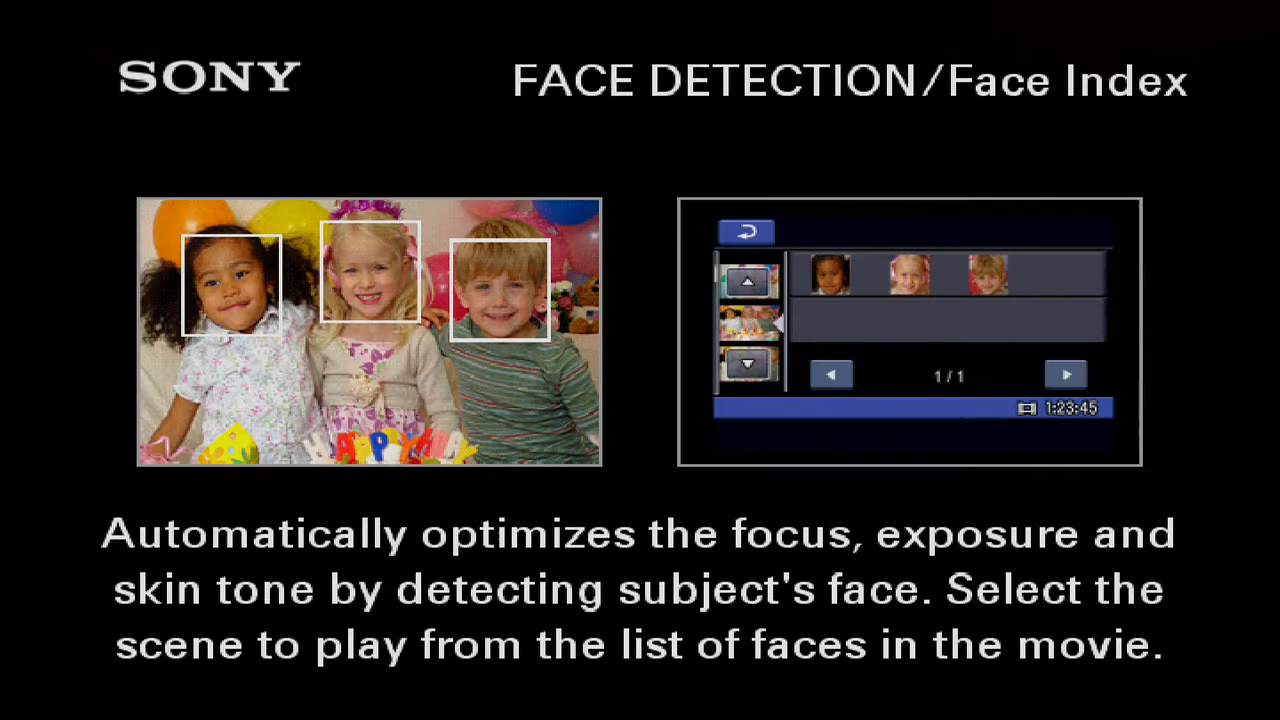 SONY
FACE DETECTION/Face Index
HAPPY
1/1
1:23:45
Automatically optimizes the focus, exposure and
skin tone by detecting subject's face. Select the
scene to play from the list of faces in the movie.